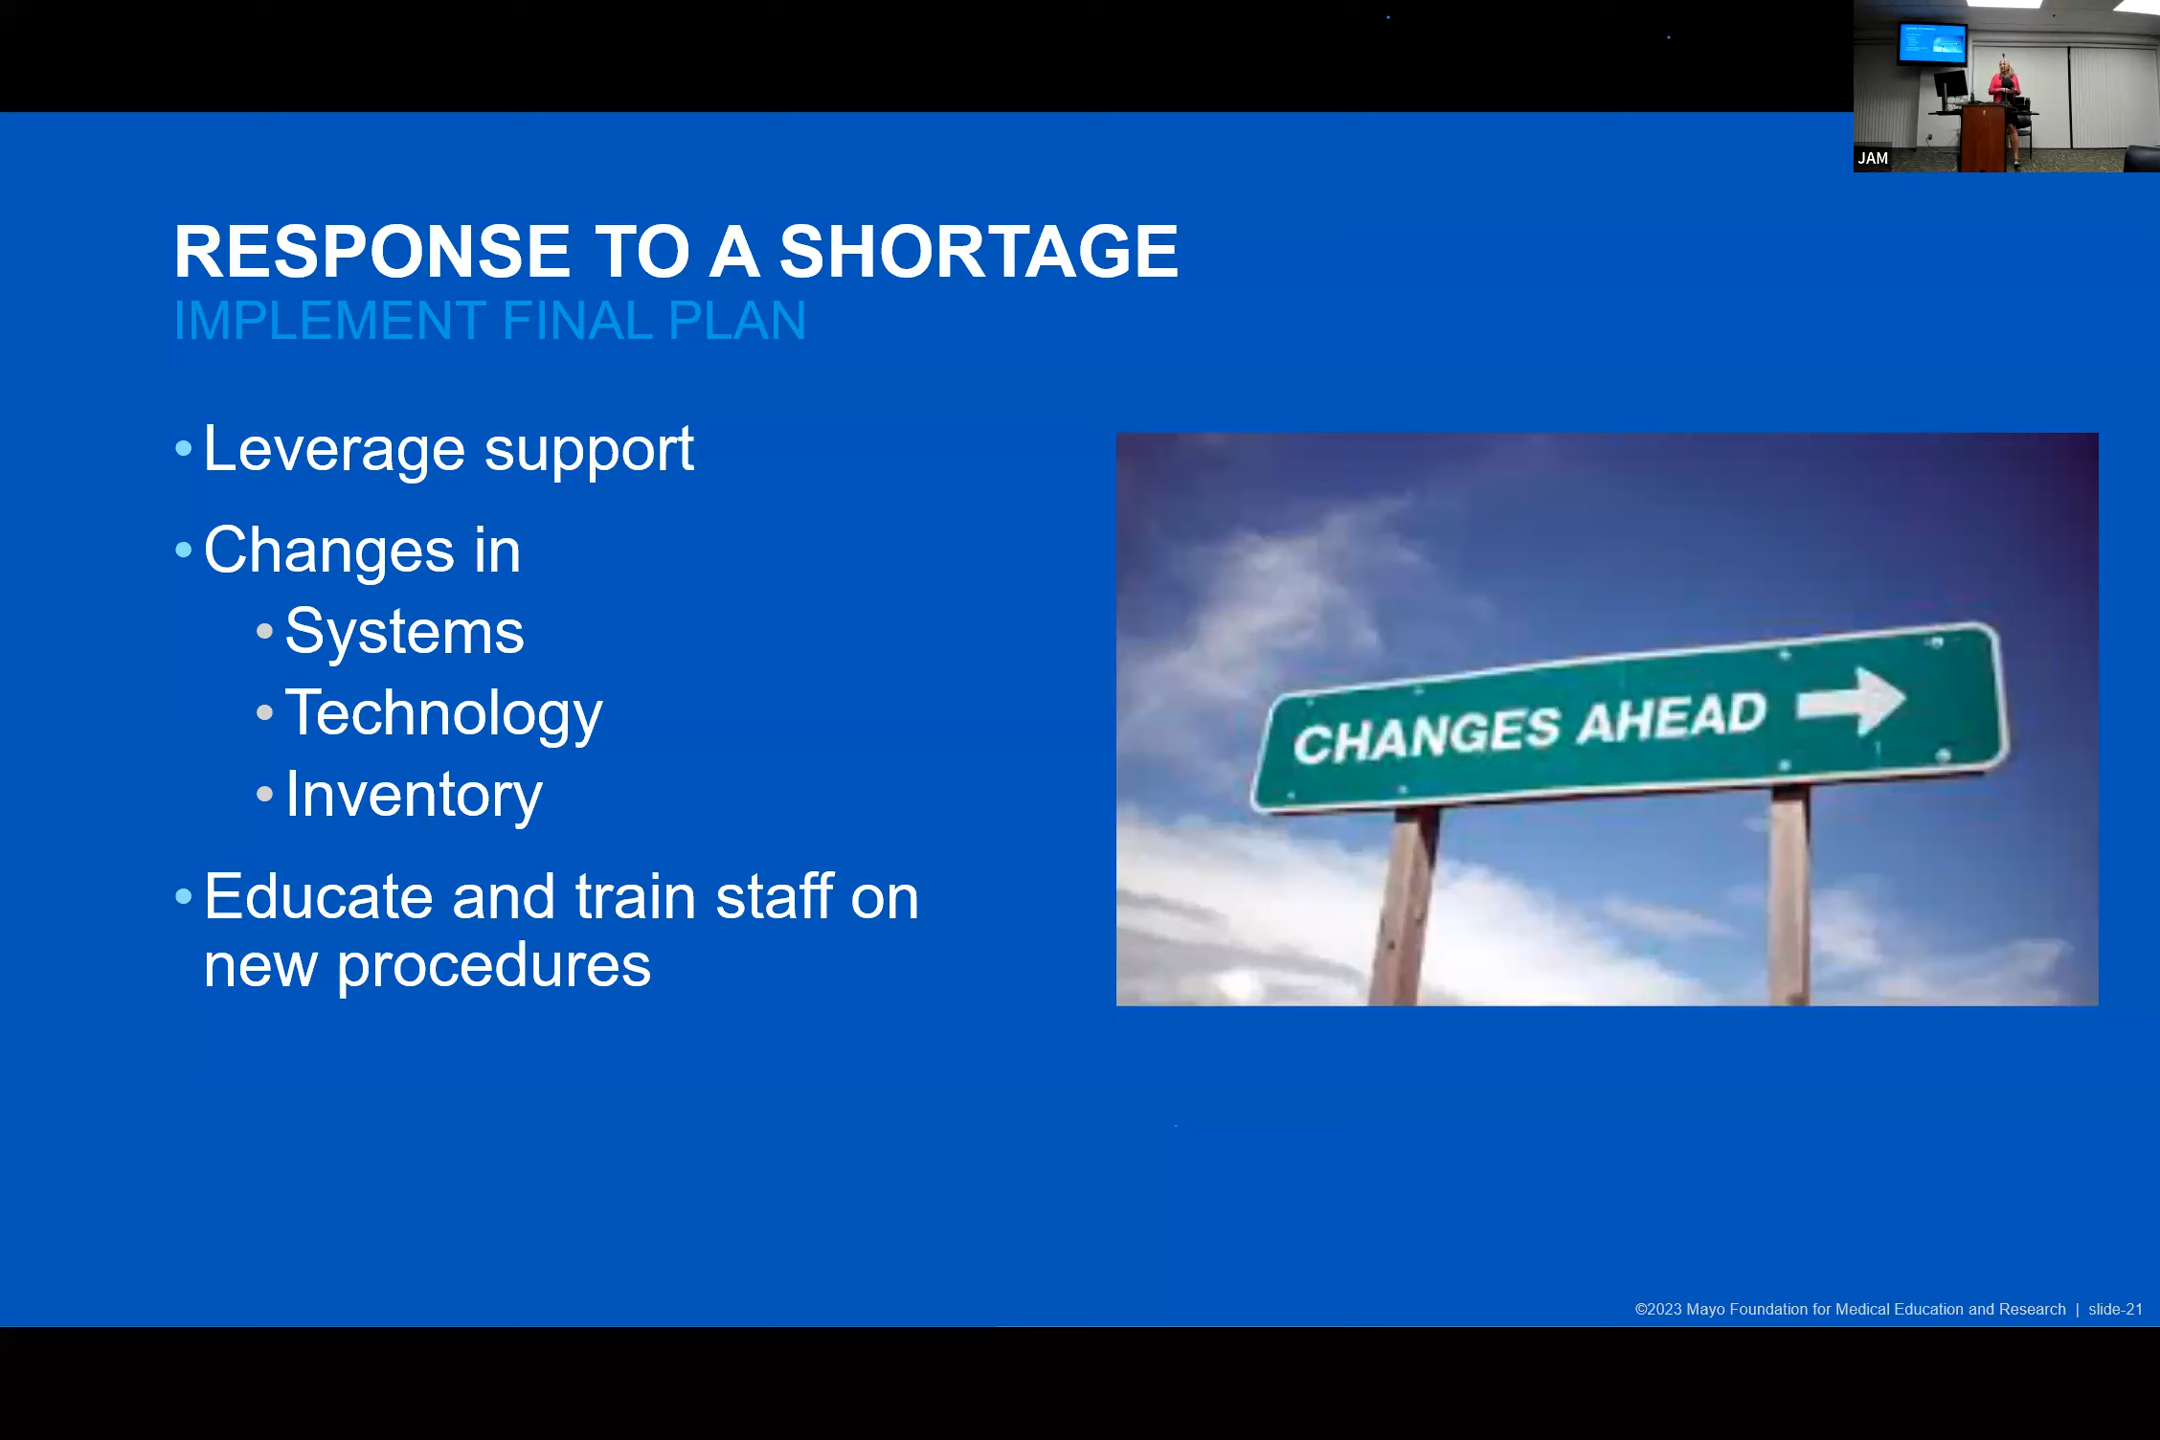 JAM
RESPONSE TO A SHORTAGE
IMPLEMENT FINAL PLAN
• Leverage support
• Changes in
• Systems
• Technology
• Inventory
• Educate and train staff on
new procedures
CHANGES AHEAD
©2023 Mayo Foundation for Medical Education and Research | slide-21